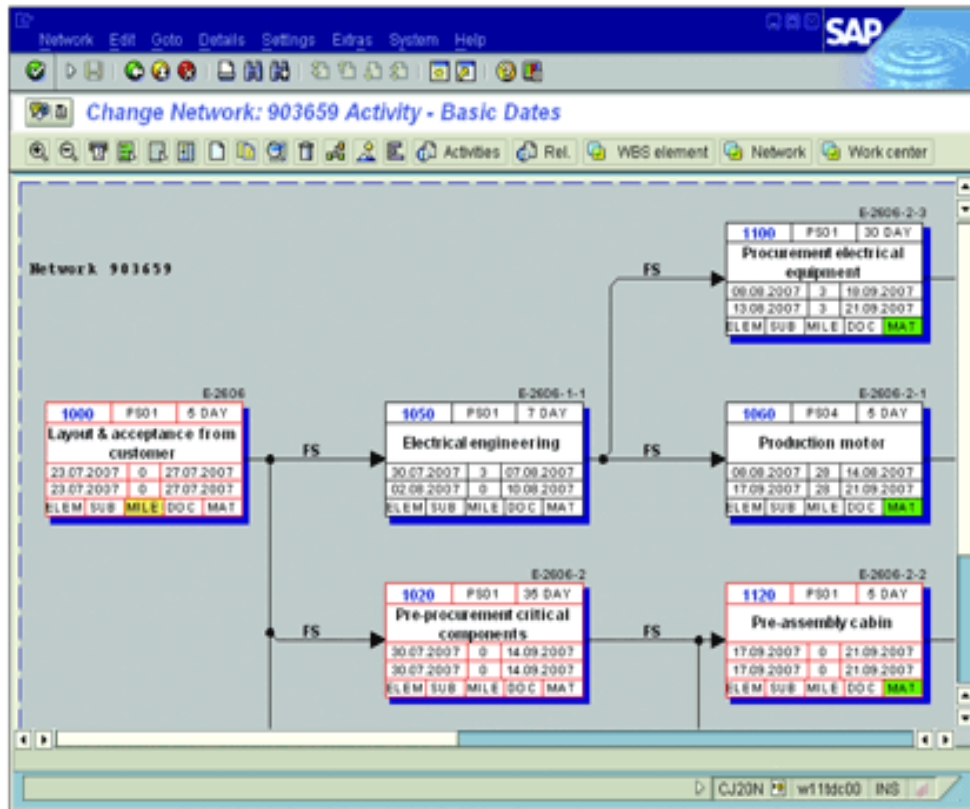 Network Edit Goto Details Settings Extras System Help
SAP
Change Network: 903659 Activity - Basic Dates
Activities Rel. WBS element Network Work center
E-2606-2-3
1100 PS01 30 DAY
Procurement electrical
equipment
08.08.2007 3 18.09.2007
13.08.2007 3 21.09.2007
ELEM SUB MILE DOC MAT
Network 903659
FS
E-2606
1000 PS01 5 DAY
Layout & acceptance from
customer
23.07.2007 0 27.07.2007
23.07.2007 0 27.07.2007
ELEM SUB MILE DOC MAT
FS
E-2606-1-1
1050 PS01 7 DAY
Electrical engineering
30.07.2007 3 07.08.2007
02.08.2007 0 10.08.2007
ELEM SUB MILE DOC MAT
FS
E-2606-2-1
1060 PS04 5 DAY
Production motor
08.08.2007 28 14.08.2007
17.09.2007 28 21.09.2007
ELEM SUB MILE DOC MAT
FS
E-2606-2
1020 PS01 35 DAY
Pre-procurement critical
components
30.07.2007 0 14.09.2007
30.07.2007 0 14.09.2007
ELEM SUB MILE DOC MAT
FS
E-2606-2-2
1120 PS01 5 DAY
Pre-assembly cabin
17.09.2007 0 21.09.2007
17.09.2007 0 21.09.2007
ELEM SUB MILE DOC MAT
CJ20N w11tdc00 INS